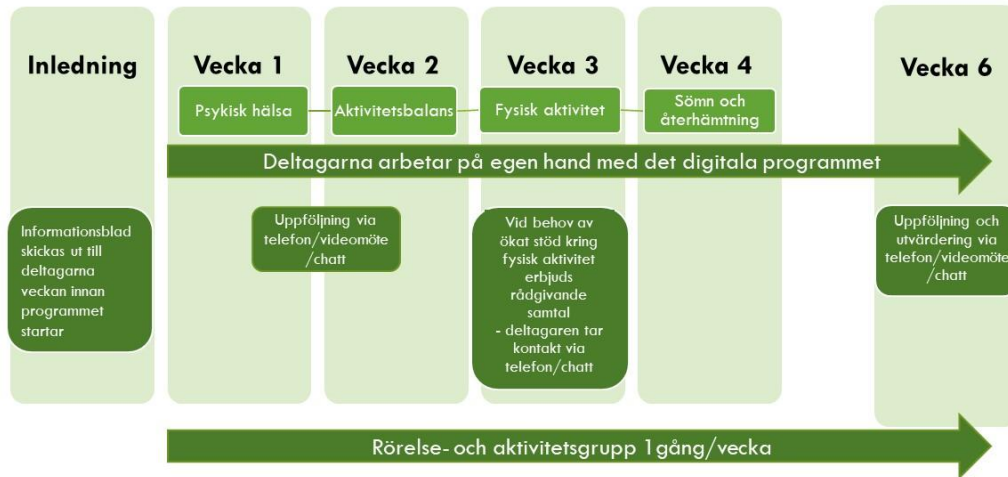 Inledning
Vecka 1
Vecka 2
Vecka 3
Vecka 4
Vecka 6
Psykisk hälsa
Aktivitetsbalans
Fysisk aktivitet
Sömn och
återhämtning
Deltagarna arbetar på egen hand med det digitala programmet
Informationsblad
skickas ut till
deltagarna
veckan innan
programmet
startar
Uppföljning via
telefon/videomöte
/chatt
Vid behov av
ökat stöd kring
fysisk aktivitet
erbjuds
rådgivande
samtal
- deltagaren tar
kontakt via
telefon/chatt
Uppföljning och
utvärdering via
telefon/videomöte
/chatt
Rörelse- och aktivitetsgrupp 1gång/vecka